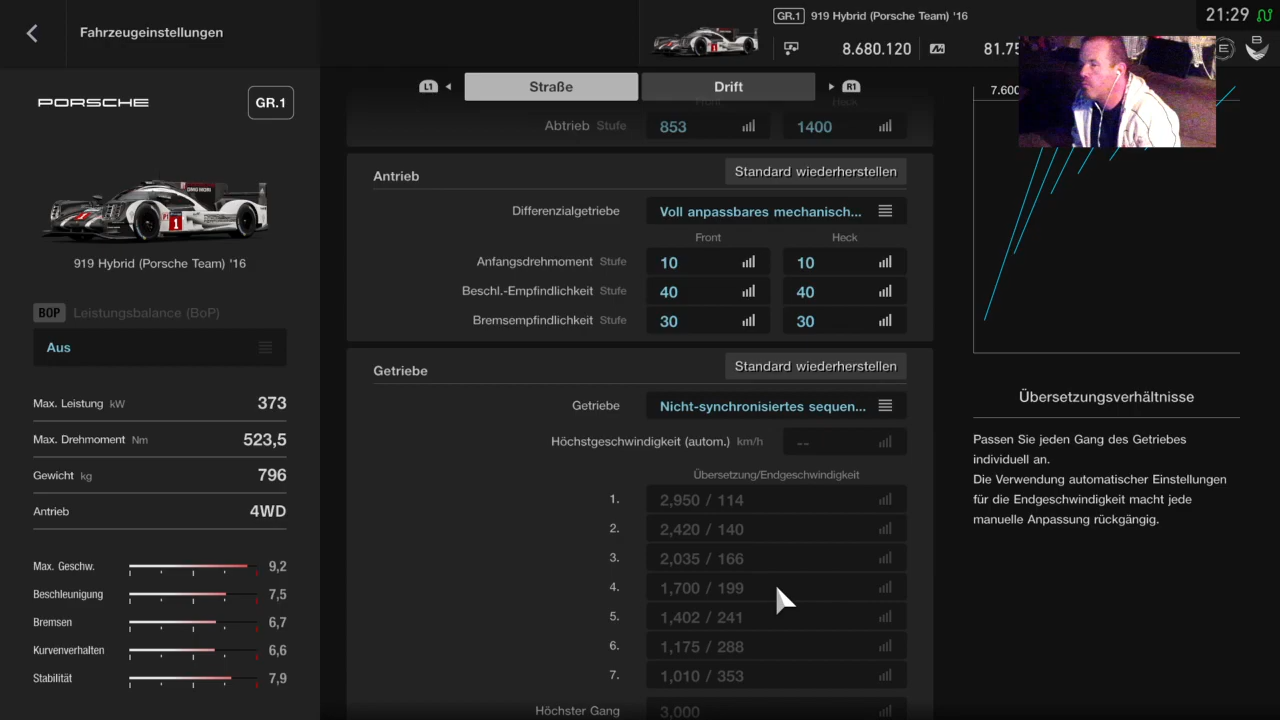 Fahrzeugeinstellungen
GR.1 919 Hybrid (Porsche Team) '16
8.680.120
81.75
21:29
E
B
PORSCHE
GR.1
919 Hybrid (Porsche Team) '16
BOP Leistungsbalance (BoP)
Aus
Max. Leistung kW 373
Max. Drehmoment Nm 523,5
Gewicht kg 796
Antrieb 4WD
Max. Geschw. 9,2
Beschleunigung 7,5
Bremsen 6,7
Kurvenverhalten 6,6
Stabilität 7,9
L1 Straße Drift R1
Front Heck
Abtrieb Stufe 853 1400
Antrieb Standard wiederherstellen
Differenzialgetriebe Voll anpassbares mechanisch...
Front Heck
Anfangsdrehmoment Stufe 10 10
Beschl.-Empfindlichkeit Stufe 40 40
Bremsempfindlichkeit Stufe 30 30
Getriebe Standard wiederherstellen
Getriebe Nicht-synchronisiertes sequen...
Höchstgeschwindigkeit (autom.) km/h --
Übersetzung/Endgeschwindigkeit
1. 2,950 / 114
2. 2,420 / 140
3. 2,035 / 166
4. 1,700 / 199
5. 1,402 / 241
6. 1,175 / 288
7. 1,010 / 353
Höchster Gang 3,000
7.600
Übersetzungsverhältnisse
Passen Sie jeden Gang des Getriebes
individuell an.
Die Verwendung automatischer Einstellungen
für die Endgeschwindigkeit macht jede
manuelle Anpassung rückgängig.